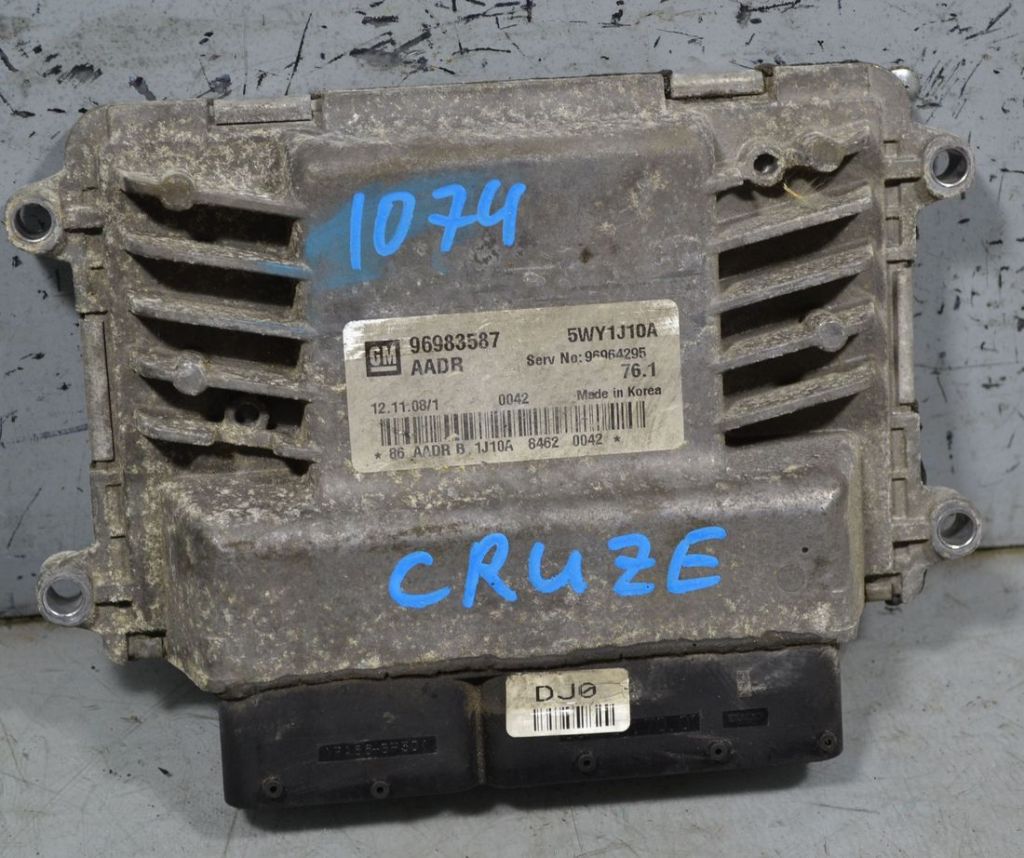 1074
GM 96983587 5WY1J10A
AADR Serv No: 96964295
76.1
12.11.08/1 0042 Made in Korea
* 86 AADR B 1J10A 6462 0042 *
CRUZE
DJ0